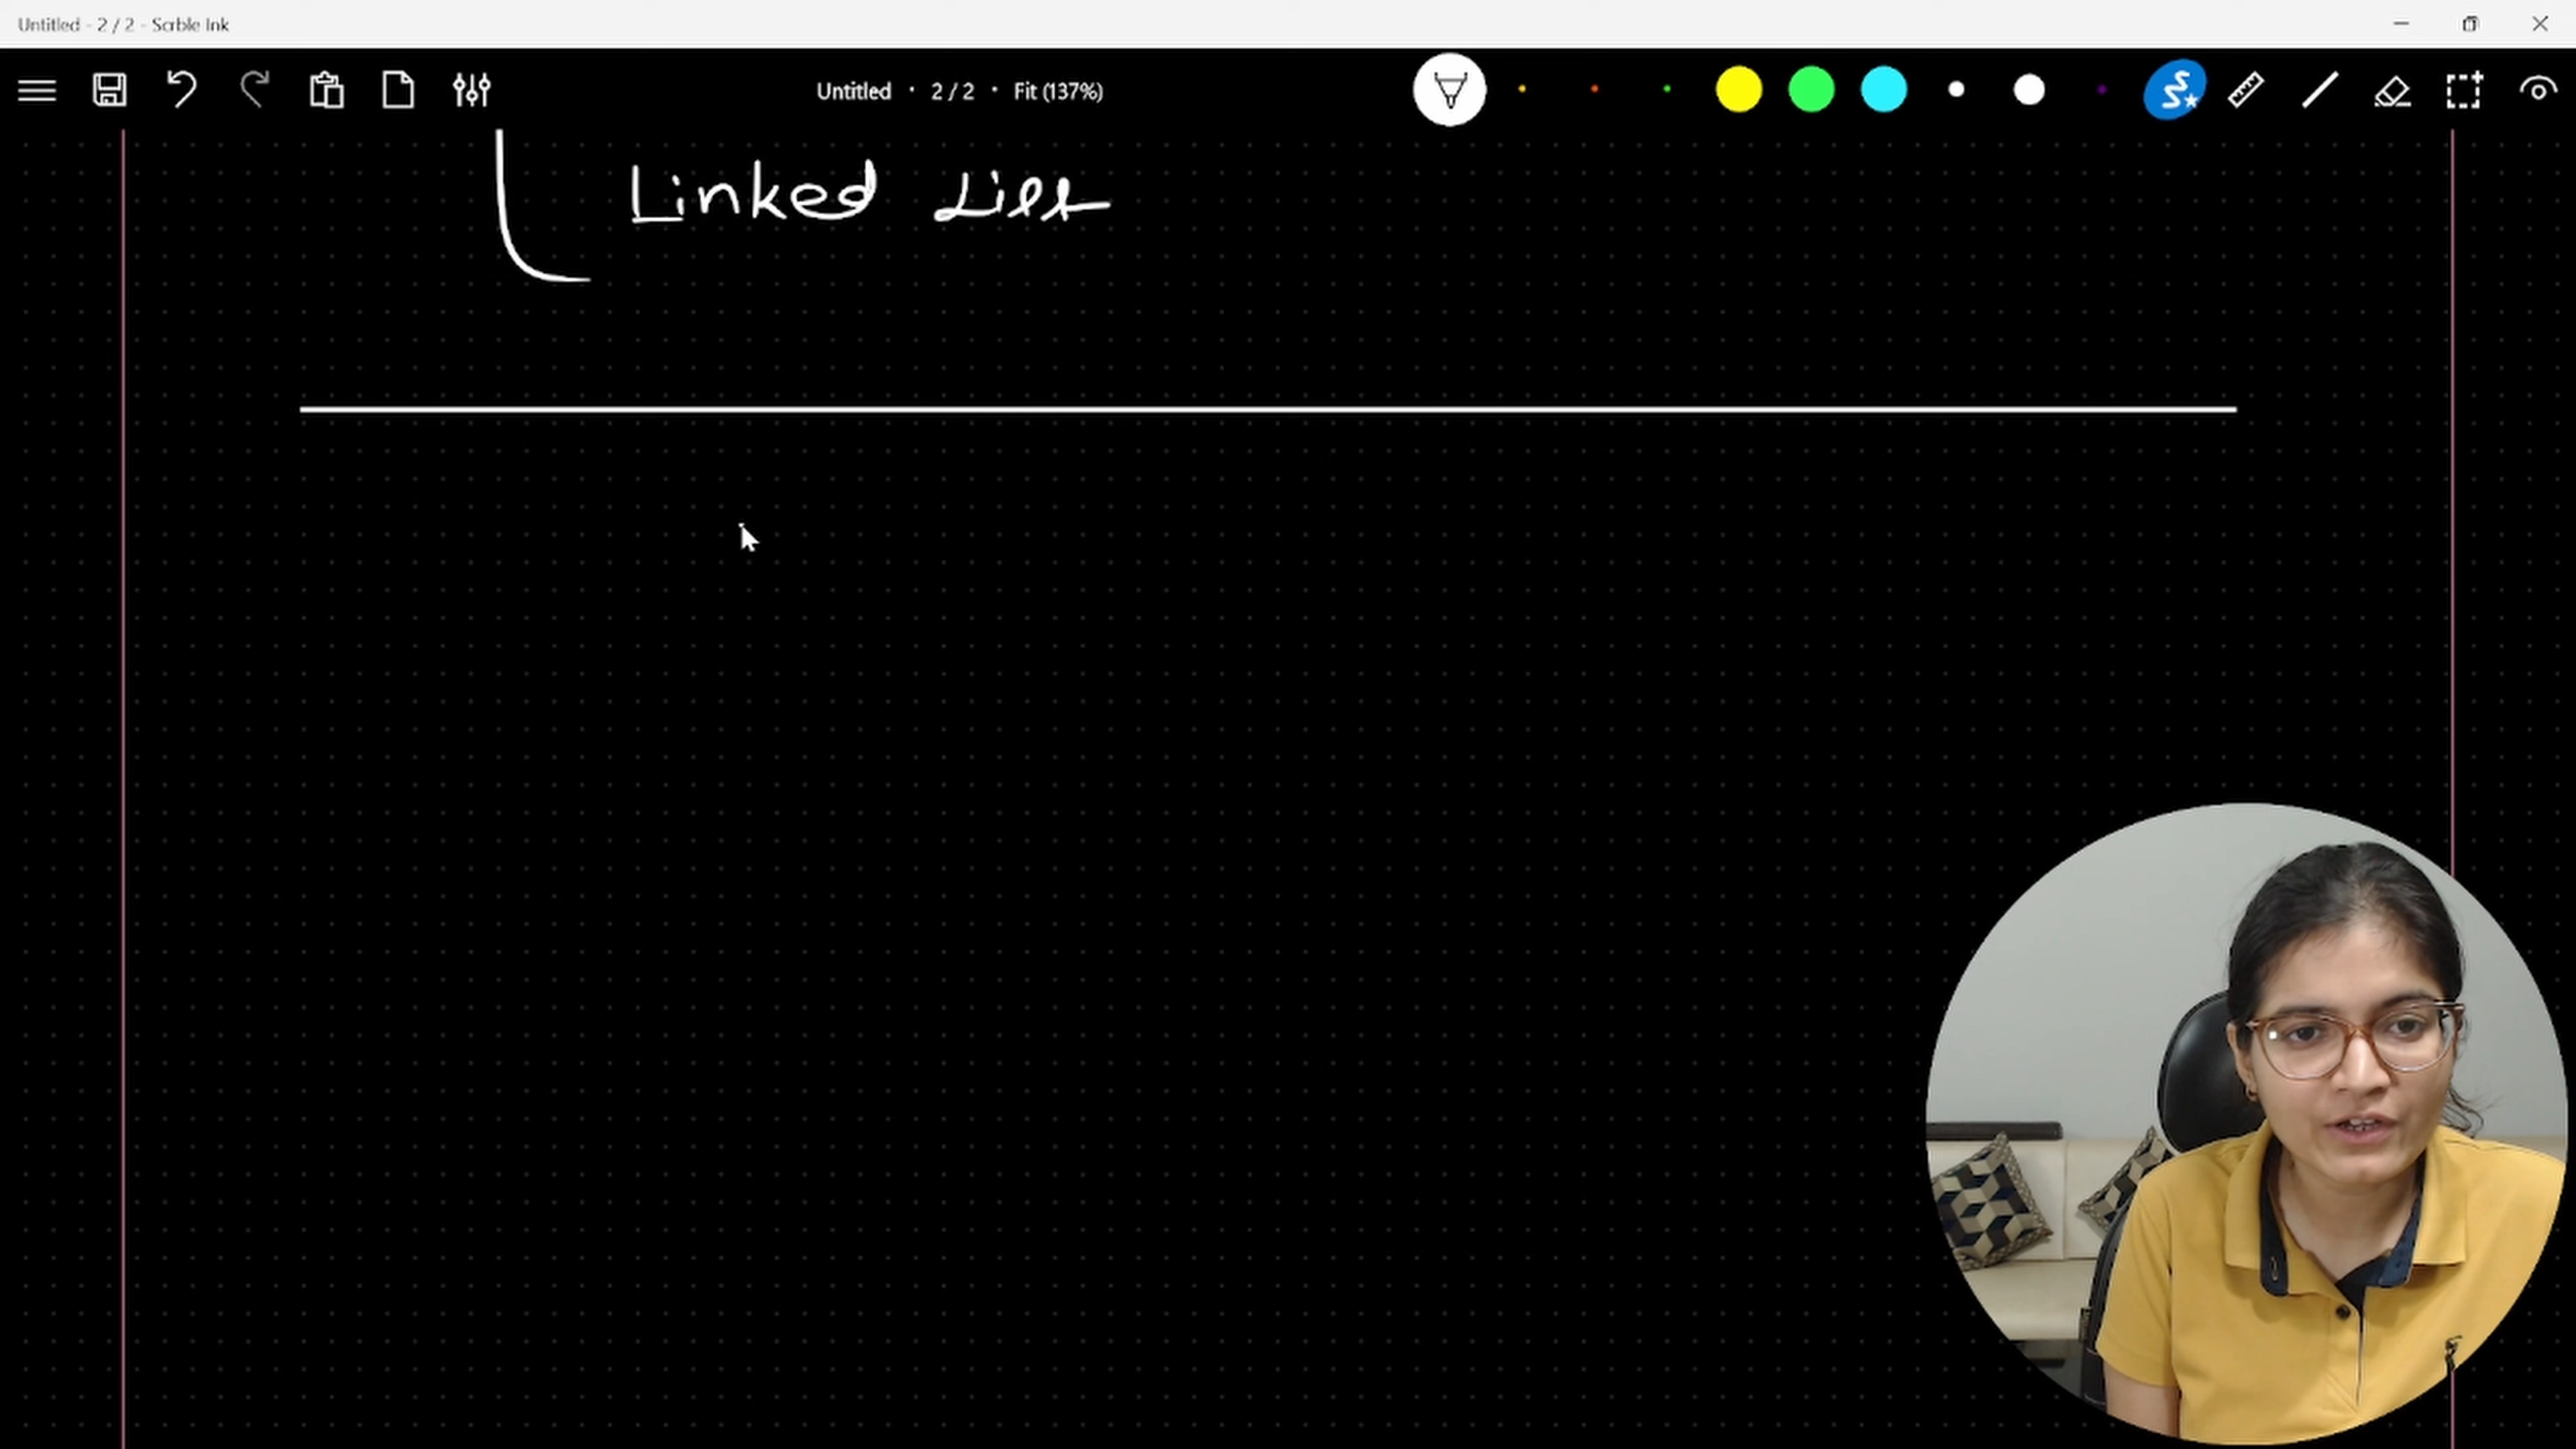 Untitled - 2 / 2 - Scrble Ink
Untitled · 2 / 2 · Fit (137%)
Linked List